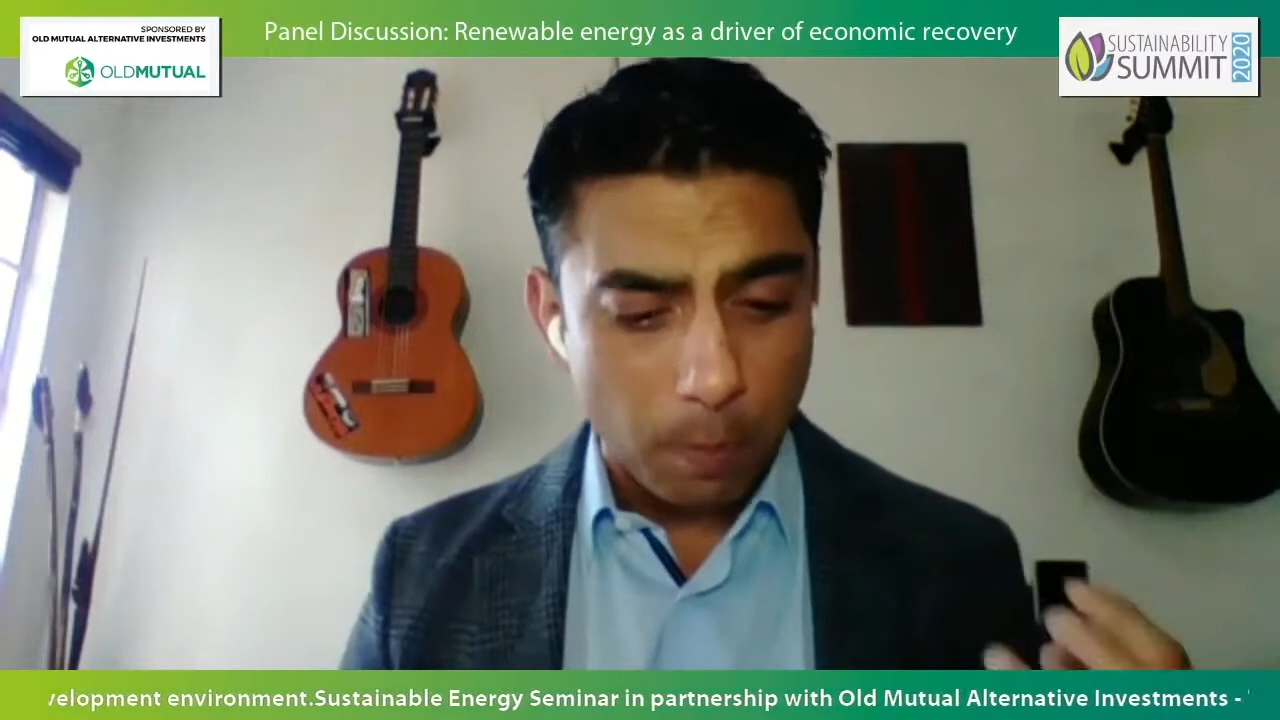 SPONSORED BY
OLD MUTUAL ALTERNATIVE INVESTMENTS
OLDMUTUAL
Panel Discussion: Renewable energy as a driver of economic recovery
SUSTAINABILITY
SUMMIT
2020
velopment environment.Sustainable Energy Seminar in partnership with Old Mutual Alternative Investments -